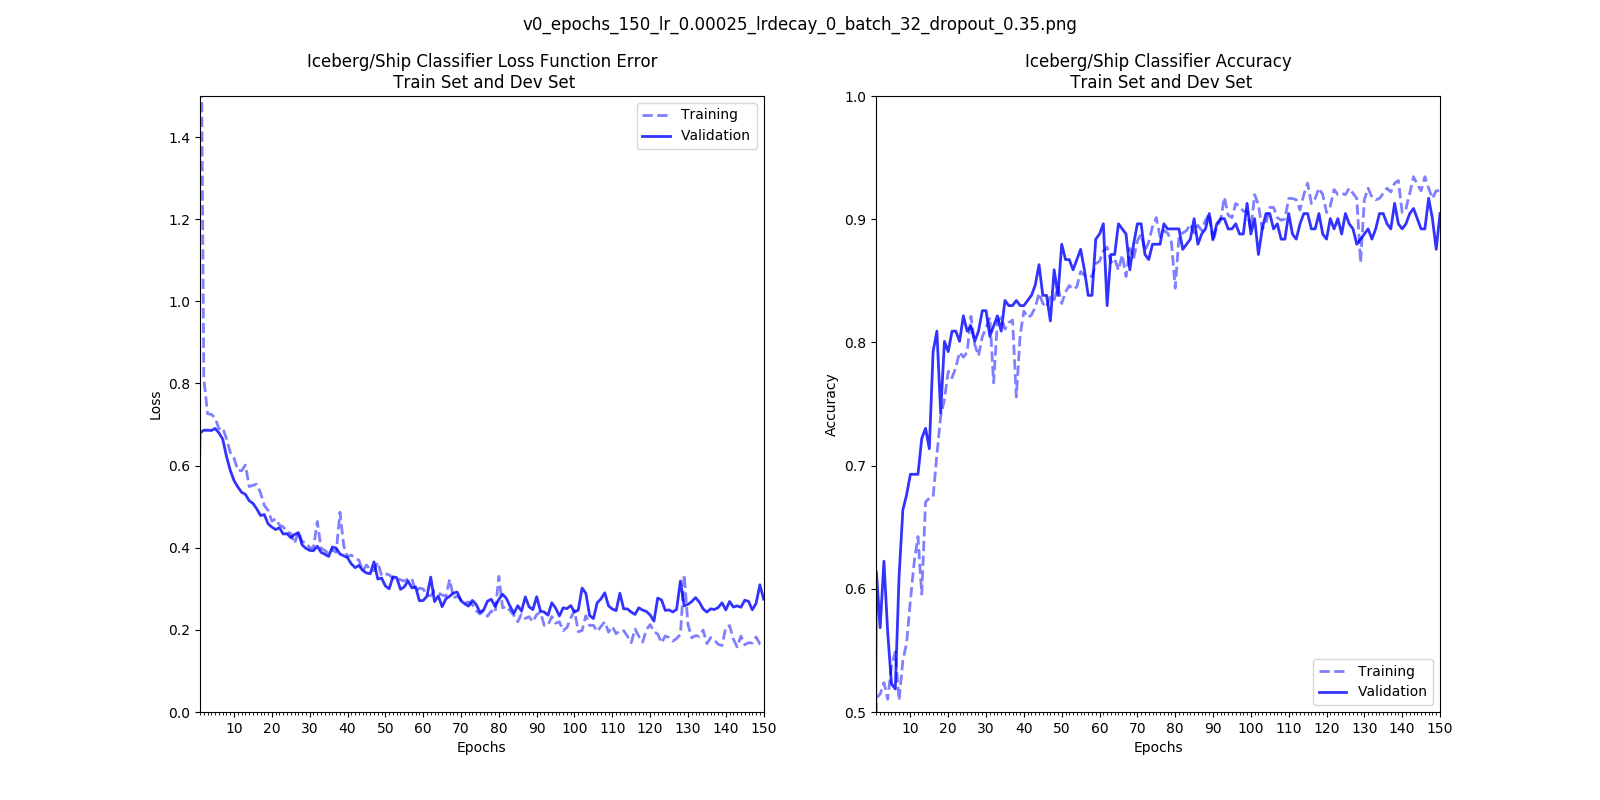 v0_epochs_150_lr_0.00025_lrdecay_0_batch_32_dropout_0.35.png
Iceberg/Ship Classifier Loss Function Error
Train Set and Dev Set
Training
Validation
1.4
1.2
1.0
0.8
0.6
0.4
0.2
0.0
Loss
10 20 30 40 50 60 70 80 90 100 110 120 130 140 150
Epochs
Iceberg/Ship Classifier Accuracy
Train Set and Dev Set
1.0
0.9
0.8
0.7
0.6
0.5
Accuracy
Training
Validation
10 20 30 40 50 60 70 80 90 100 110 120 130 140 150
Epochs